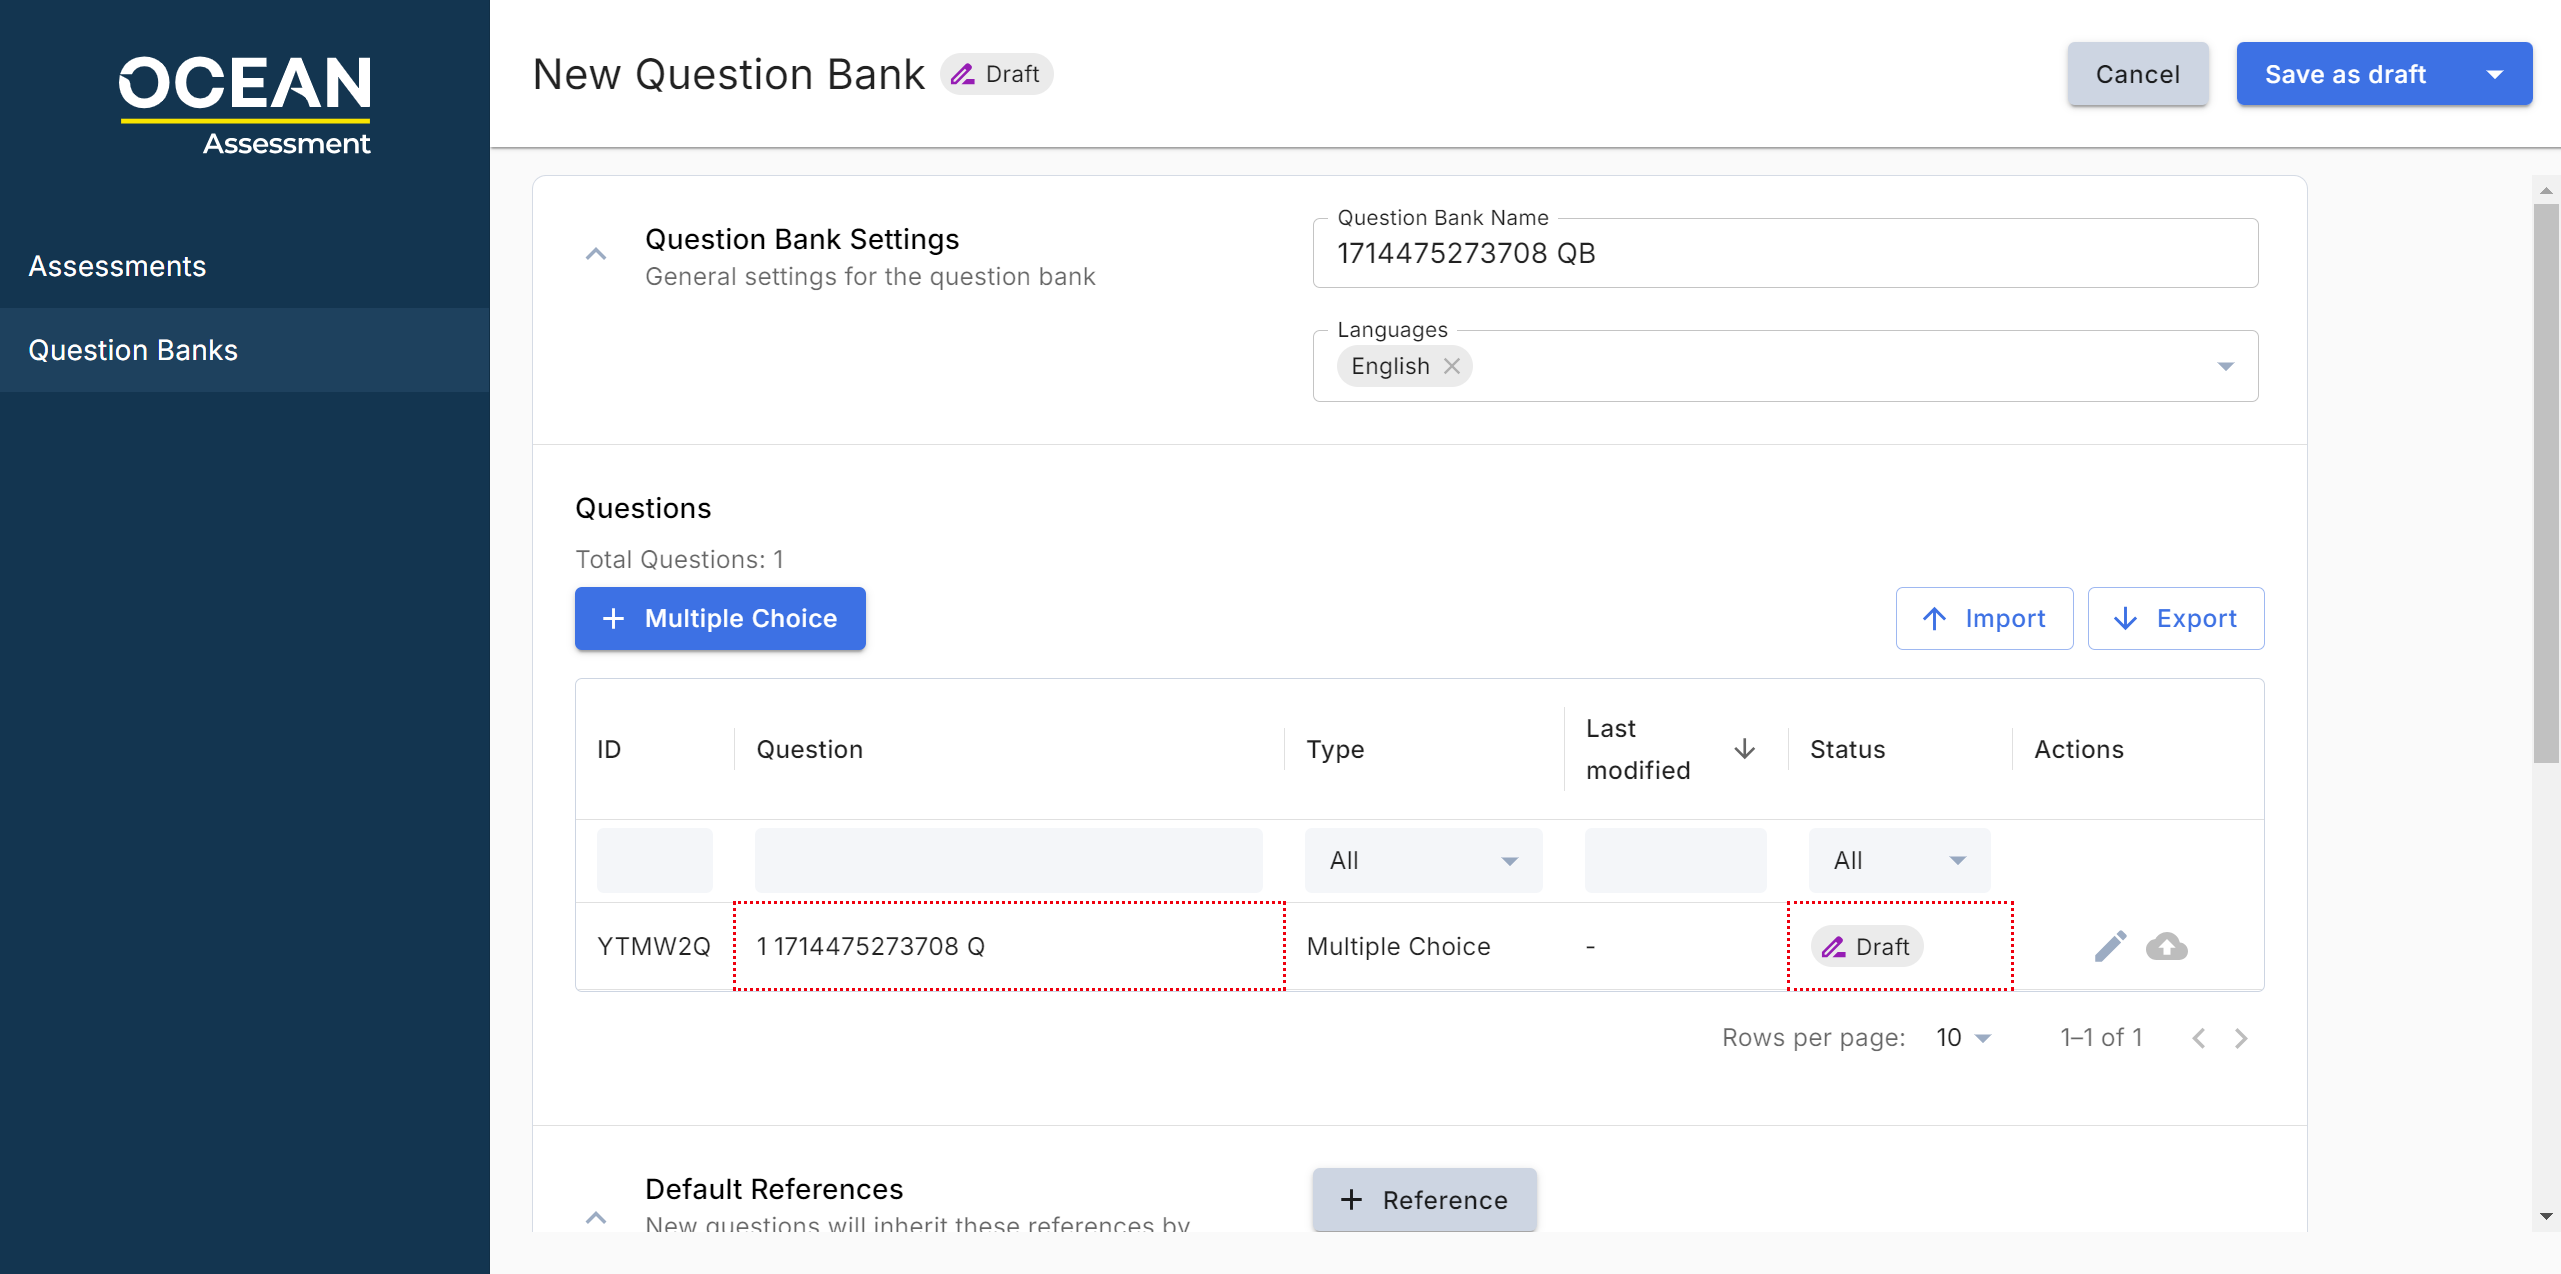 OCEAN
Assessment
Assessments
Question Banks
New Question Bank
Draft
Cancel
Save as draft
Question Bank Settings
General settings for the question bank
Question Bank Name
1714475273708 QB
Languages
English
Questions
Total Questions: 1
Multiple Choice
Import
Export
ID
Question
Type
Last
modified
Status
Actions
All
All
YTMW2Q
1 1714475273708 Q
Multiple Choice
-
Draft
Rows per page:
10
1–1 of 1
Default References
New questions will inherit these references by
Reference